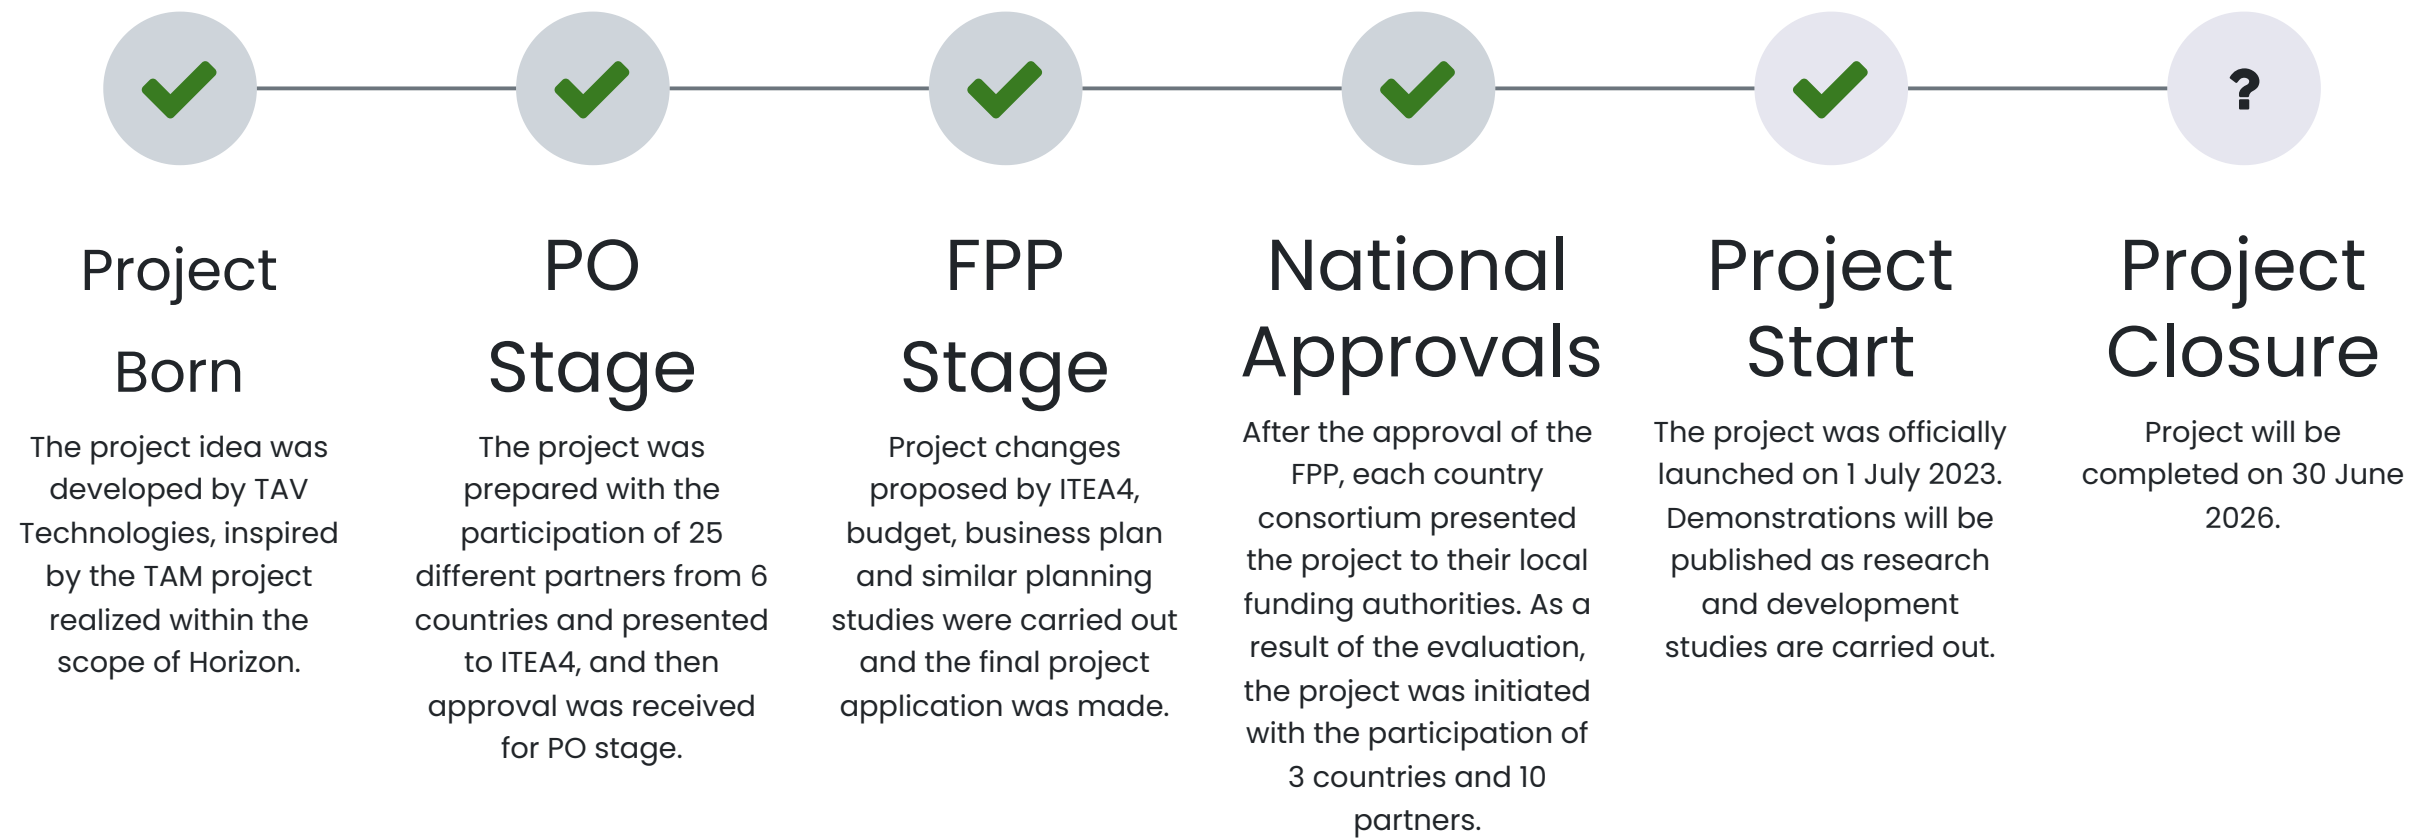 ?
Project
Born
The project idea was
developed by TAV
Technologies, inspired
by the TAM project
realized within the
scope of Horizon.
PO
Stage
The project was
prepared with the
participation of 25
different partners from 6
countries and presented
to ITEA4, and then
approval was received
for PO stage.
FPP
Stage
Project changes
proposed by ITEA4,
budget, business plan
and similar planning
studies were carried out
and the final project
application was made.
National
Approvals
After the approval of the
FPP, each country
consortium presented
the project to their local
funding authorities. As a
result of the evaluation,
the project was initiated
with the participation of
3 countries and 10
partners.
Project
Start
The project was officially
launched on 1 July 2023.
Demonstrations will be
published as research
and development
studies are carried out.
Project
Closure
Project will be
completed on 30 June
2026.